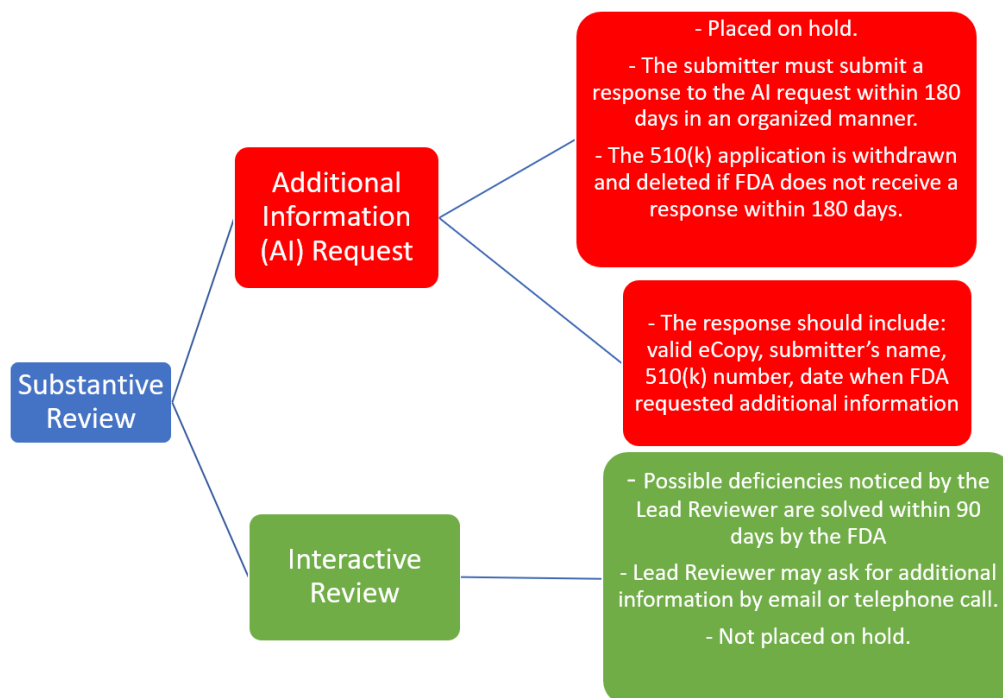 - Placed on hold.
- The submitter must submit a
response to the AI request within 180
days in an organized manner.
- The 510(k) application is withdrawn
and deleted if FDA does not receive a
response within 180 days.
Additional
Information
(AI) Request
- The response should include:
valid eCopy, submitter’s name,
510(k) number, date when FDA
requested additional information
Substantive
Review
- Possible deficiencies noticed by the
Lead Reviewer are solved within 90
days by the FDA
- Lead Reviewer may ask for additional
information by email or telephone call.
- Not placed on hold.
Interactive
Review